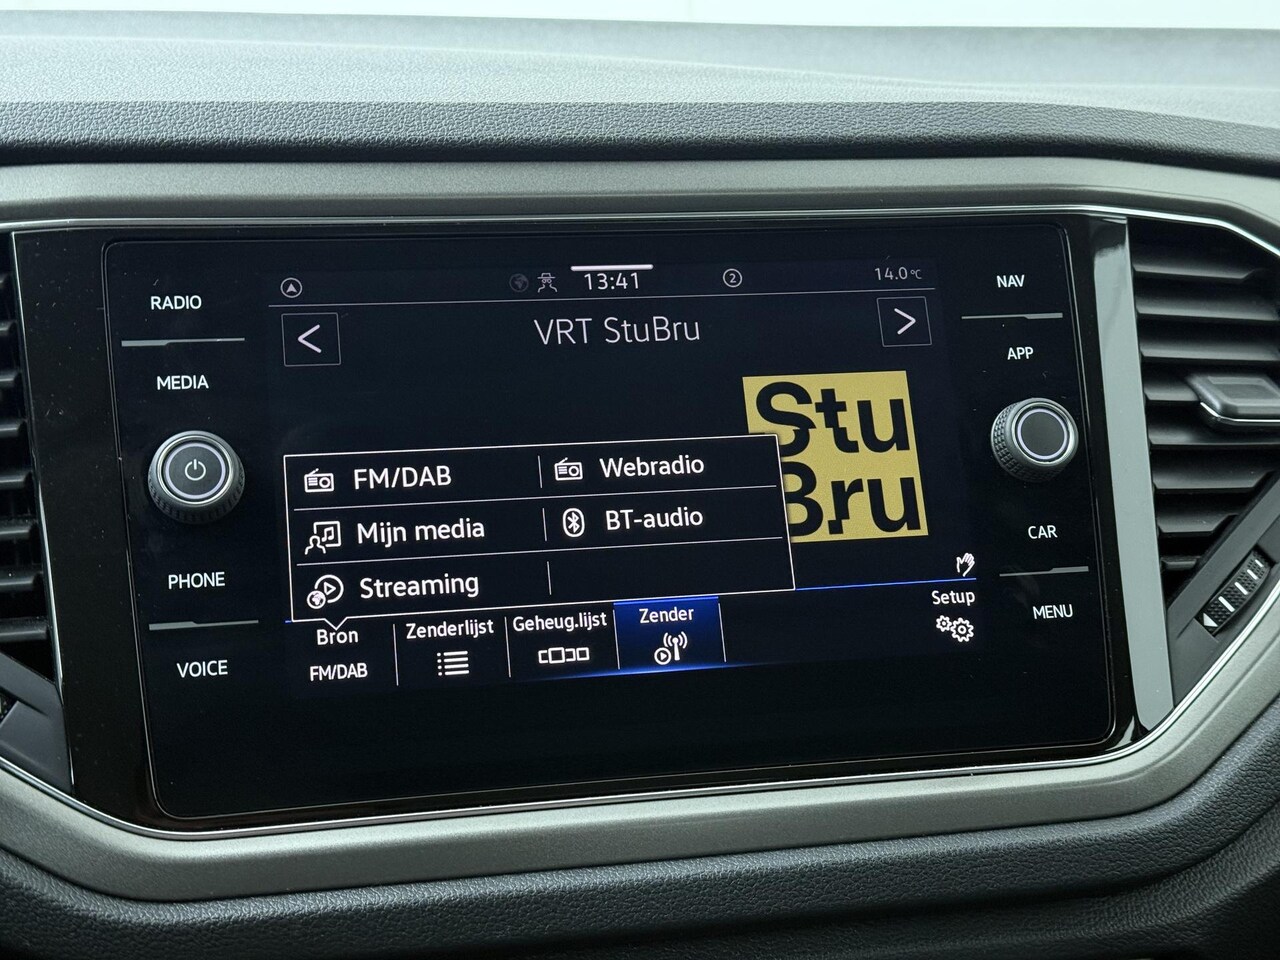 RADIO
MEDIA
PHONE
VOICE
13:41
2
14.0°C
<
VRT StuBru
>
Stu
Bru
FM/DAB
Webradio
Mijn media
BT-audio
Streaming
Bron
FM/DAB
Zenderlijst
Geheug.lijst
Zender
Setup
NAV
APP
CAR
MENU